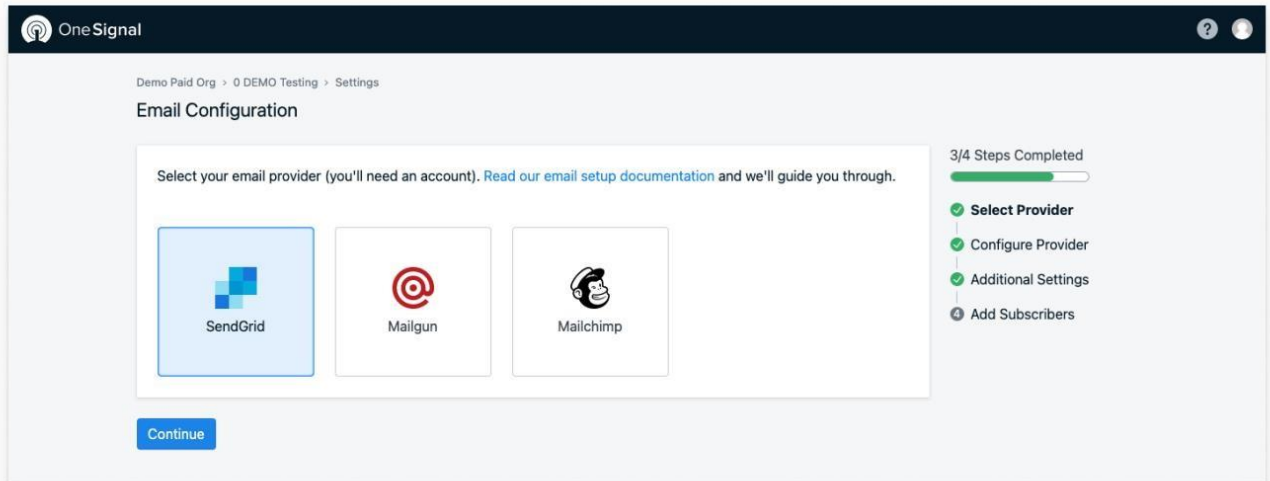 OneSignal
?
Demo Paid Org > 0 DEMO Testing > Settings
Email Configuration
Select your email provider (you'll need an account). Read our email setup documentation and we'll guide you through.
SendGrid
Mailgun
Mailchimp
Continue
3/4 Steps Completed
Select Provider
Configure Provider
Additional Settings
4 Add Subscribers